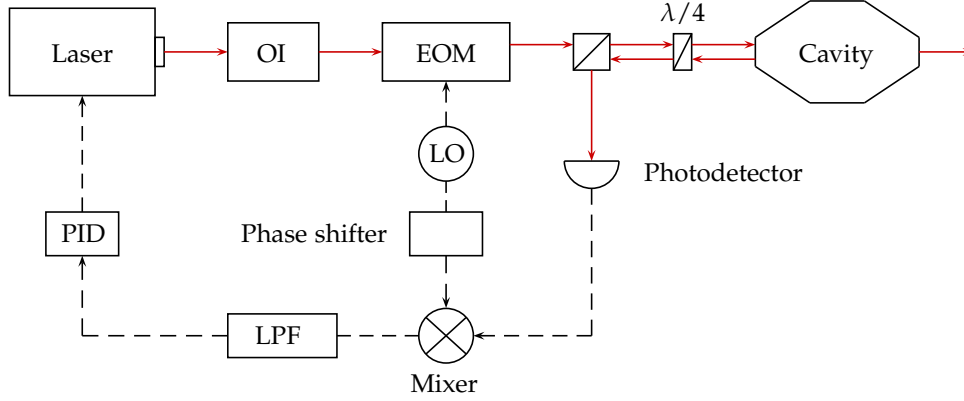 λ/4
Laser
OI
EOM
Cavity
LO
Photodetector
PID
Phase shifter
LPF
Mixer